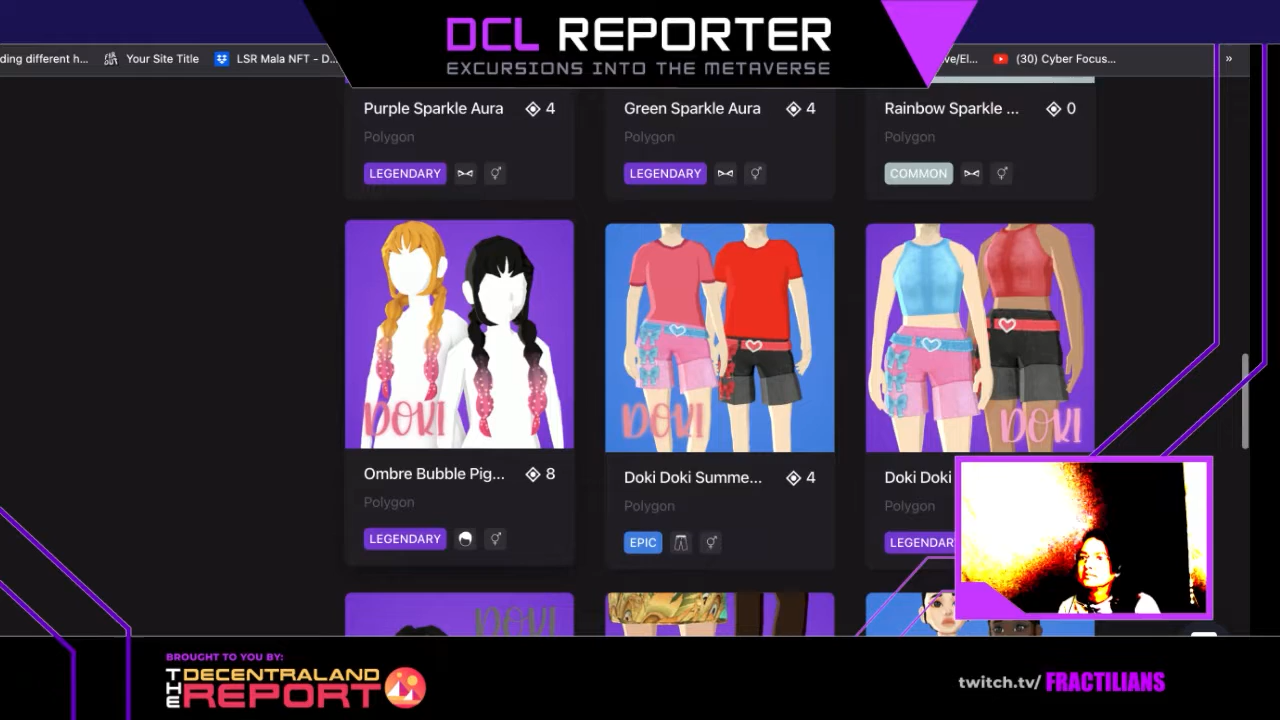 DCL REPORTER
EXCURSIONS INTO THE METAVERSE
ding different h...
Your Site Title
LSR Mala NFT - D...
ve/El...
(30) Cyber Focus...
»
Purple Sparkle Aura 4
Polygon
LEGENDARY
Green Sparkle Aura 4
Polygon
LEGENDARY
Rainbow Sparkle ... 0
Polygon
COMMON
DOKI
Ombre Bubble Pig... 8
Polygon
LEGENDARY
DOKI
Doki Doki Summe... 4
Polygon
EPIC
DOKI
Doki Doki
Polygon
LEGENDAR
DOKI
BROUGHT TO YOU BY:
THE DECENTRALAND
REPORT
twitch.tv/ FRACTILIANS